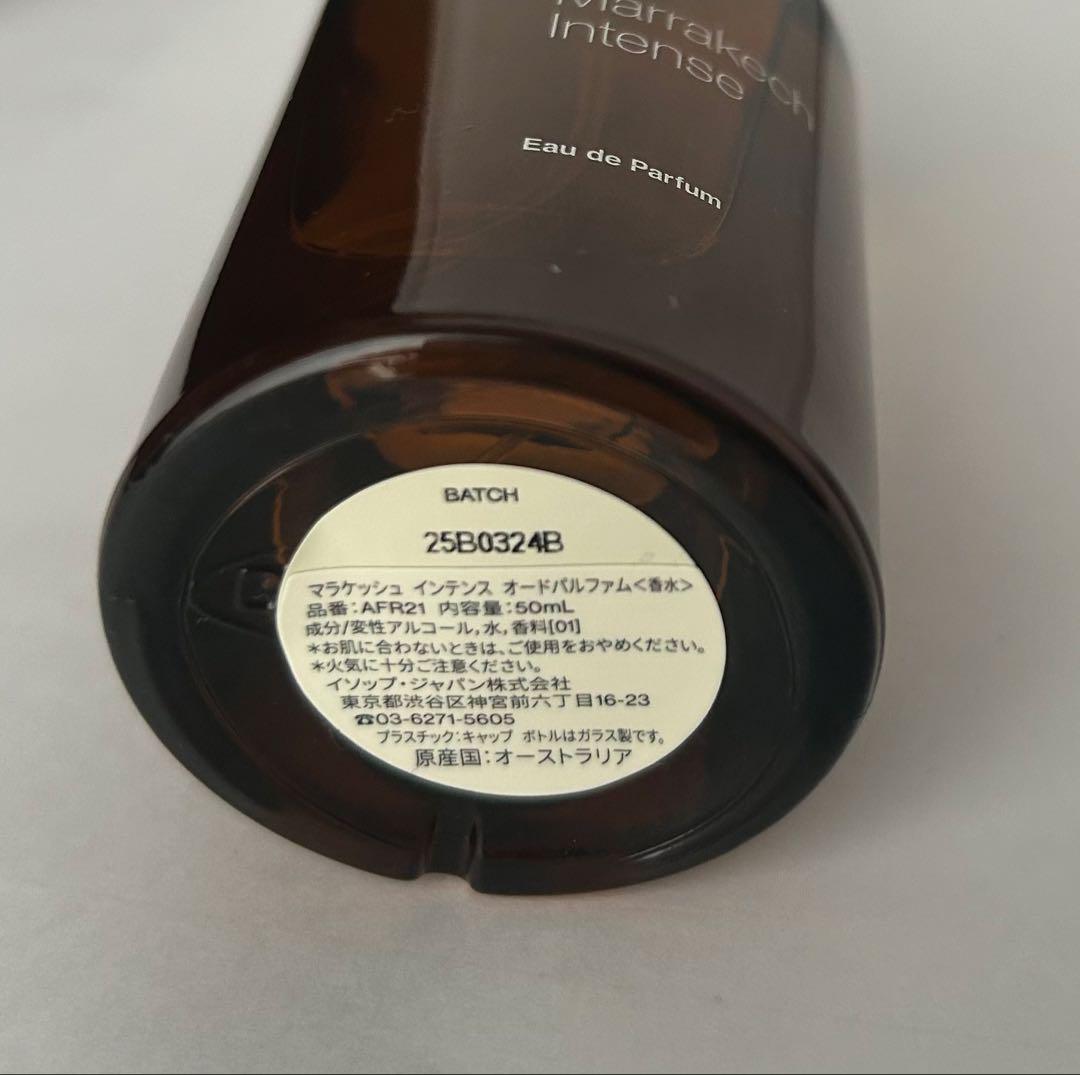 Marrakech
Intense
Eau de Parfum
BATCH
25B0324B
マラケッシュ インテンス オードパルファム<香水>
品番:AFR21 内容量:50mL
成分/変性アルコール,水,香料[01]
*お肌に合わないときは、ご使用をおやめください。
*火気に十分ご注意ください。
イソップ・ジャパン株式会社
東京都渋谷区神宮前六丁目16-23
☎03-6271-5605
プラスチック:キャップ ボトルはガラス製です。
原産国:オーストラリア